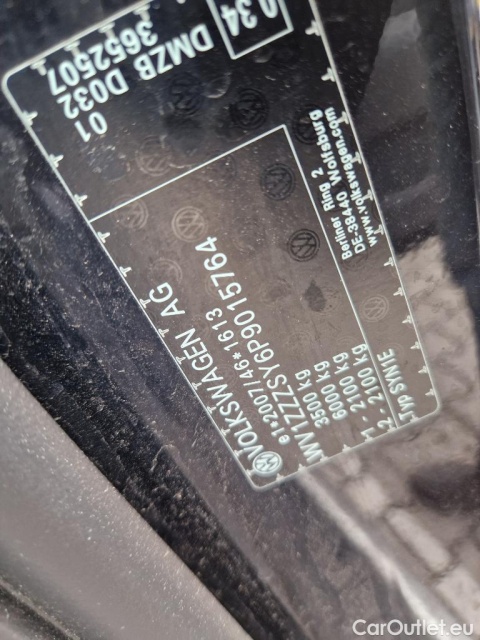 VOLKSWAGEN AG
e1*2007/46*1613
WV1ZZZSY6P9015764
3500 kg
6000 kg
1 - 2100 kg
2 - 2100 kg
Typ SYN1E
Berliner Ring 2
DE-38440 Wolfsburg
www.volkswagen.com
01
DMZB D032
3652507
0.34
CarOutlet.eu